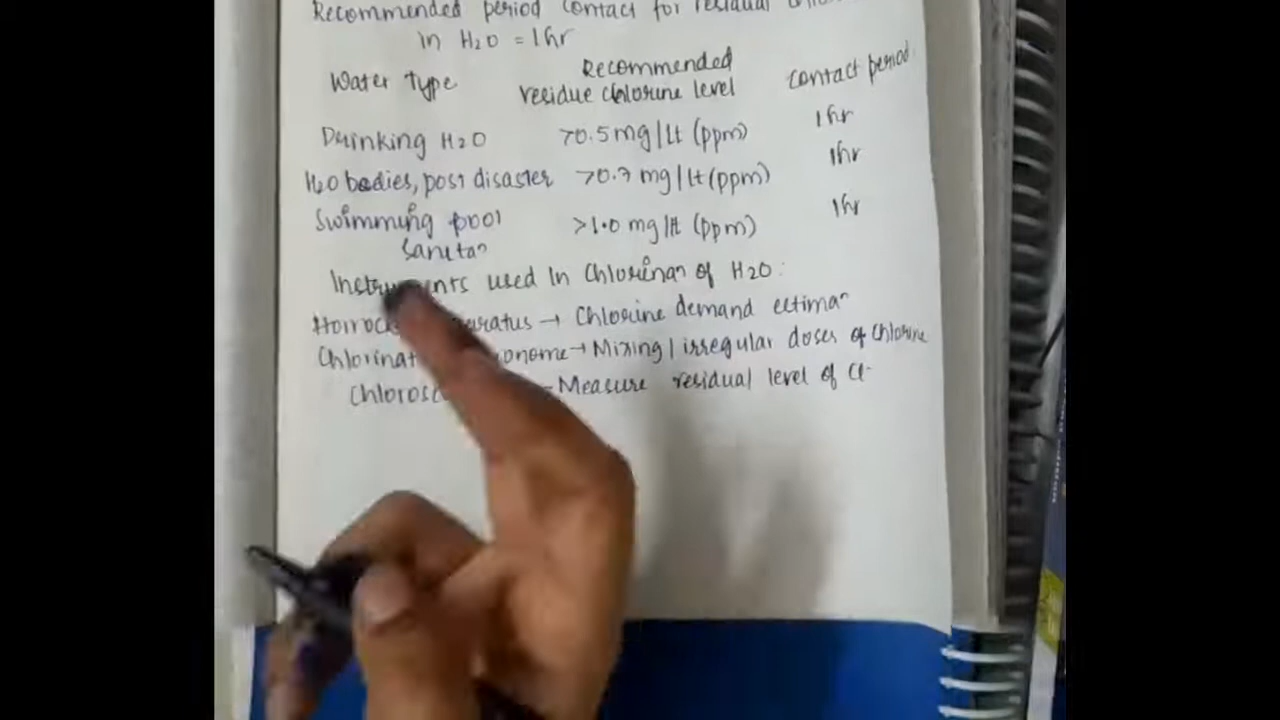 Recommended period contact for residual
in H2O = 1hr
Water type Recommended residue chlorine level contact period
Drinking H2O >0.5mg/Lt (ppm) 1hr
H2O bodies, post disaster >0.7 mg/Lt (ppm) 1hr
Swimming pool sanitan >1.0 mg/lt (ppm) 1hr
Instruments used in Chlorinan of H2O:
→ Chlorine demand estiman
→ Mixing / irregular doses of chlorine
Measure residual level of Cl-